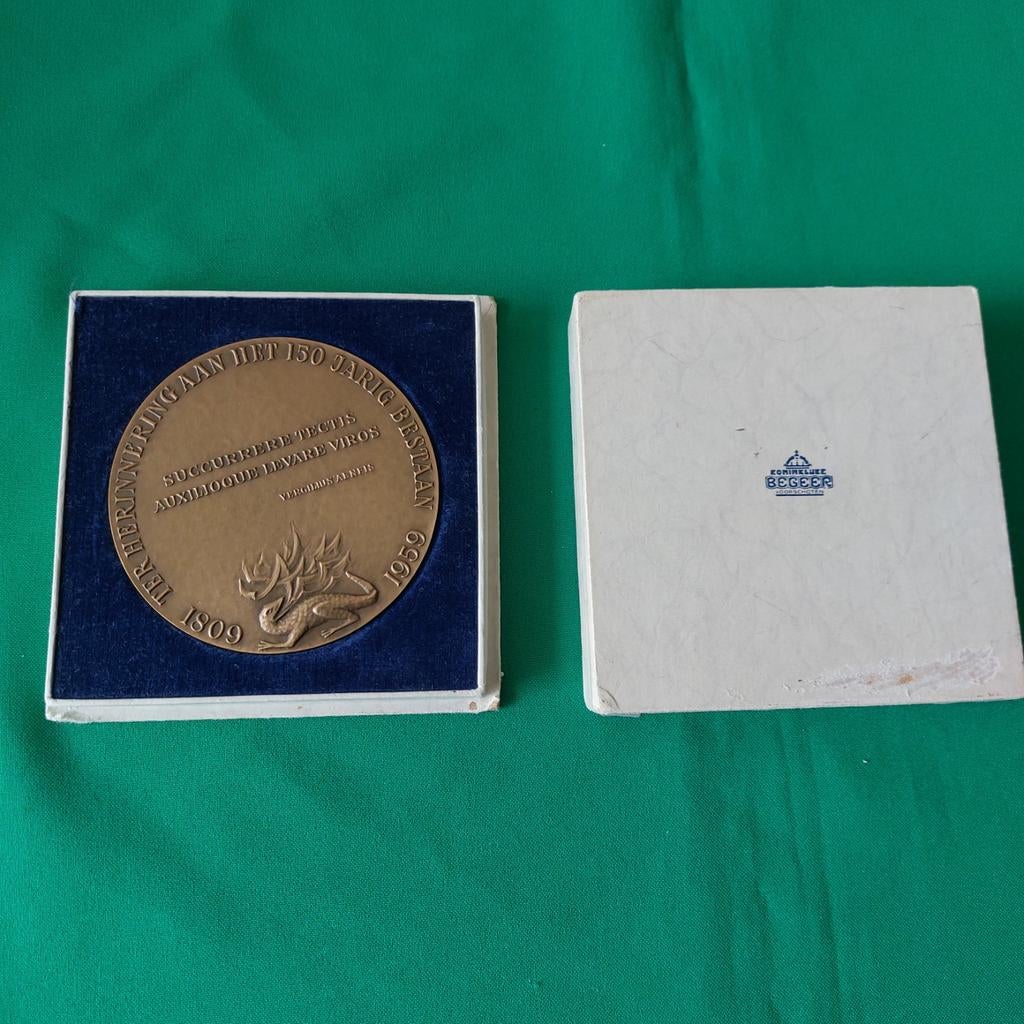 TER HERINNERING AAN HET 150 JARIG BESTAAN
SUCCURRERE TECTIS
AUXILIOQUE LEVARE VIROS
VERGILIUS AENEIS
1809
1959
KONINKLIJKE
BEGEER
VOORSCHOTEN